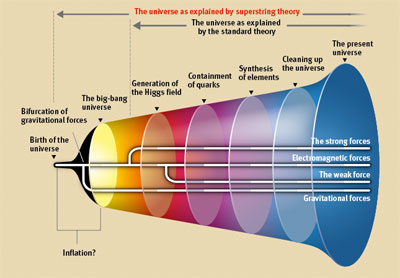 The universe as explained by superstring theory
The universe as explained
by the standard theory
The present
universe
Cleaning up
the universe
Synthesis
of elements
Containment
of quarks
Generation of
the Higgs field
The big-bang
universe
Bifurcation of
gravitational forces
Birth of the
universe
The strong forces
Electromagnetic forces
The weak force
Gravitational forces
Inflation?